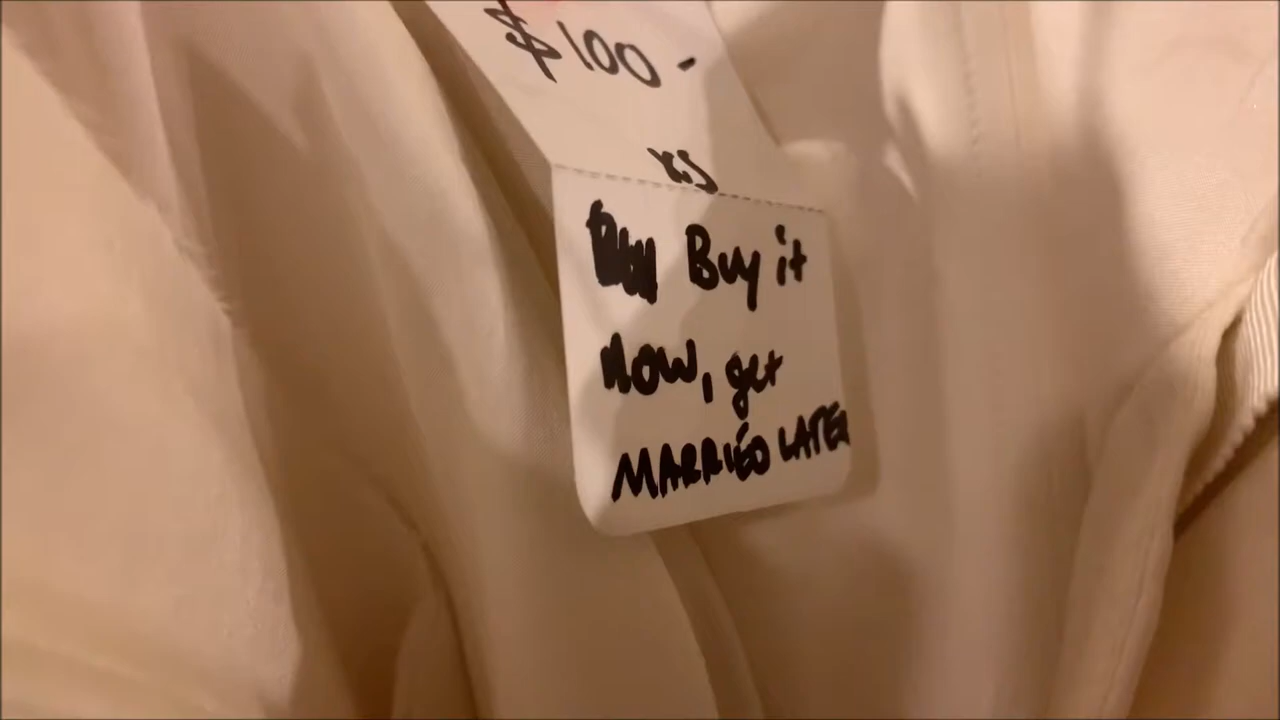 $100-
XS
Buy it
NOW, get
MARRIED LATER